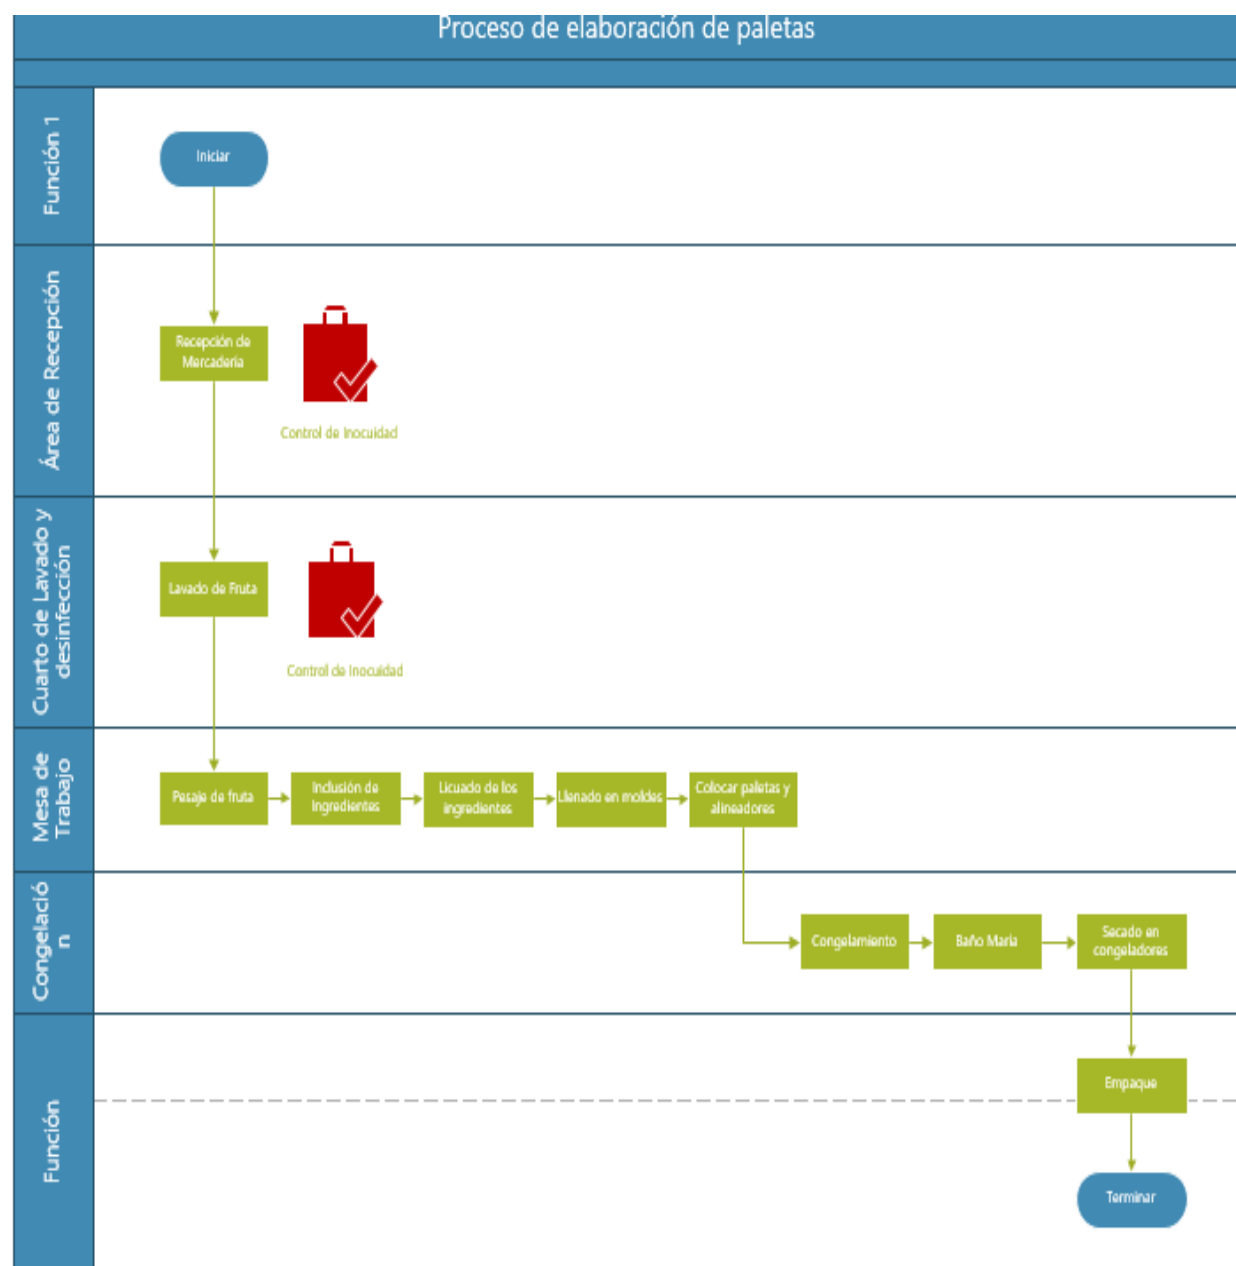 Proceso de elaboración de paletas
Función 1
Iniciar
Área de Recepción
Recepción de
Mercadería
Control de Inocuidad
Cuarto de Lavado y
desinfección
Lavado de Fruta
Control de Inocuidad
Mesa de
Trabajo
Pesaje de fruta
Inclusión de
Ingredientes
Licuado de los
ingredientes
Llenado en moldes
Colocar paletas y
alineadores
Congelació
n
Congelamiento
Baño María
Secado en
congeladores
Función
Empaque
Terminar